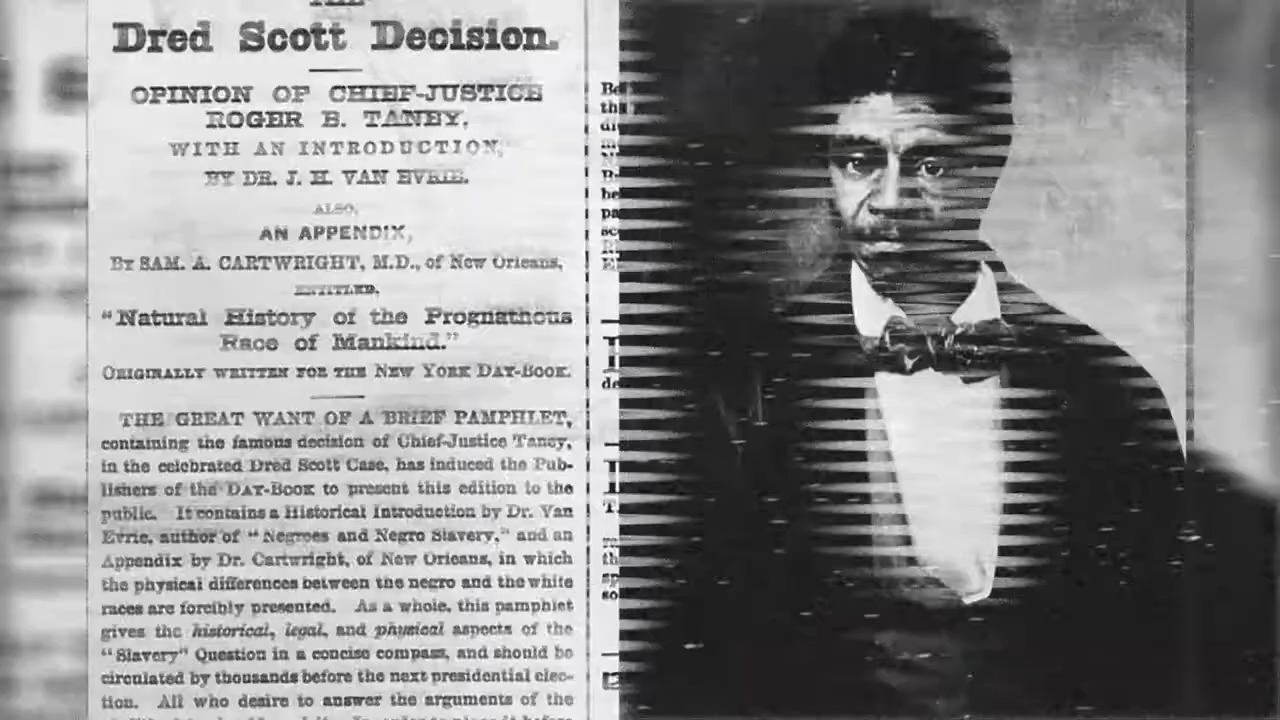 THE
Dred Scott Decision.
OPINION OF CHIEF-JUSTICE
ROGER B. TANEY,
WITH AN INTRODUCTION,
BY DR. J. H. VAN EVRIE.
ALSO,
AN APPENDIX,
BY SAM. A. CARTWRIGHT, M.D., of New Orleans,
ENTITLED,
"Natural History of the Prognathous
Race of Mankind."
ORIGINALLY WRITTEN FOR THE NEW YORK DAY-BOOK.
THE GREAT WANT OF A BRIEF PAMPHLET,
containing the famous decision of Chief-Justice Taney,
in the celebrated Dred Scott Case, has induced the Pub-
lishers of the DAY-BOOK to present this edition to the
public. It contains a Historical Introduction by Dr. Van
Evrie, author of "Negroes and Negro Slavery," and an
Appendix by Dr. Cartwright, of New Orleans, in which
the physical differences between the negro and the white
races are forcibly presented. As a whole, this pamphlet
gives the historical, legal, and physical aspects of the
"Slavery" Question in a concise compass, and should be
circulated by thousands before the next presidential elec-
tion. All who desire to answer the arguments of the